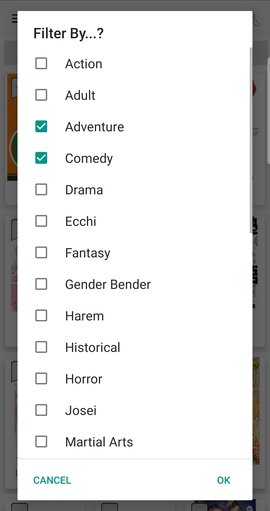 Filter By...?
Action
Adult
Adventure
Comedy
Drama
Ecchi
Fantasy
Gender Bender
Harem
Historical
Horror
Josei
Martial Arts
CANCEL OK